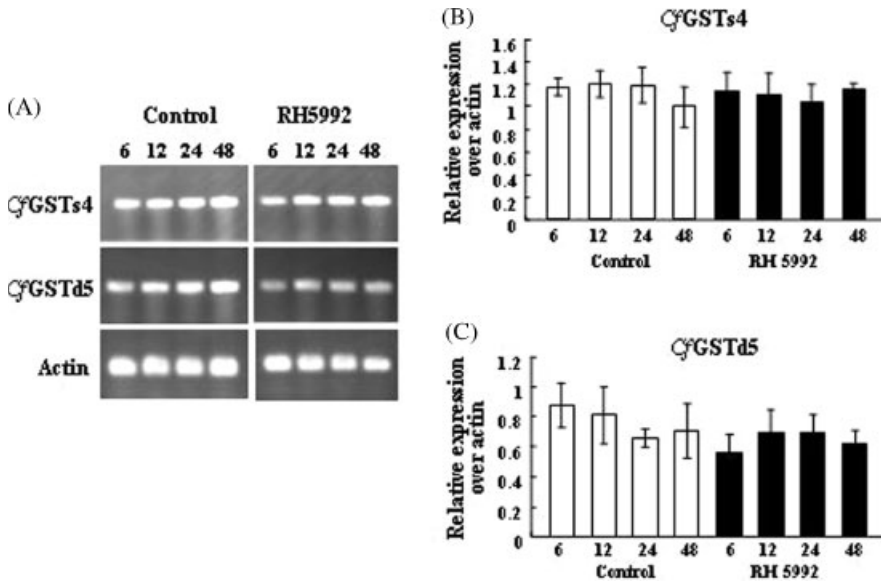 (A)
Control RH5992
6 12 24 48 6 12 24 48
CfGSTs4
CfGSTd5
Actin
(B)
CfGSTs4
Relative expression
over actin
1.6
1.4
1.2
1
0.8
0.6
0.4
0.2
0
6 12 24 48 6 12 24 48
Control RH 5992
(C)
CfGSTd5
Relative expression
over actin
1.2
1
0.8
0.6
0.4
0.2
0
6 12 24 48 6 12 24 48
Control RH 5992